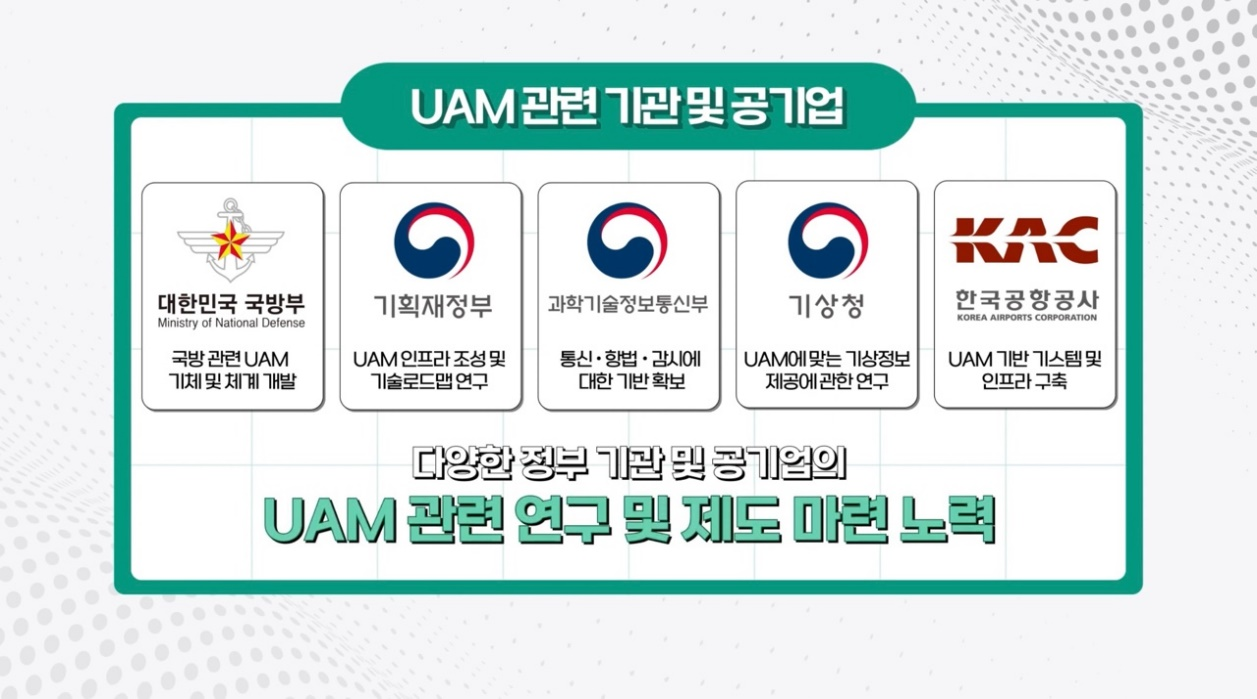 UAM 관련 기관 및 공기업
대한민국 국방부
Ministry of National Defense
국방 관련 UAM
기체 및 체계 개발
기획재정부
UAM 인프라 조성 및
기술로드맵 연구
과학기술정보통신부
통신·항법·감시에
대한 기반 확보
기상청
UAM에 맞는 기상정보
제공에 관한 연구
KAC
한국공항공사
KOREA AIRPORTS CORPORATION
UAM 기반 기스템 및
인프라 구축
다양한 정부 기관 및 공기업의
UAM 관련 연구 및 제도 마련 노력